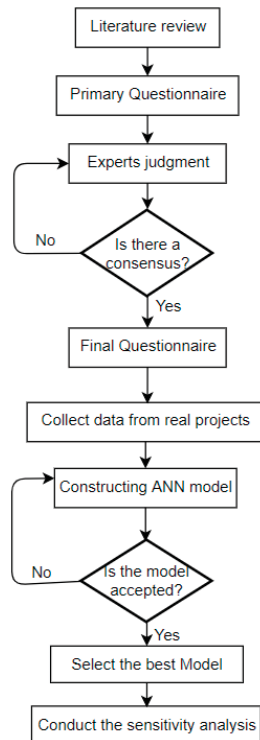 Literature review
Primary Questionnaire
Experts judgment
Is there a
consensus?
No
Yes
Final Questionnaire
Collect data from real projects
Constructing ANN model
Is the model
accepted?
No
Yes
Select the best Model
Conduct the sensitivity analysis